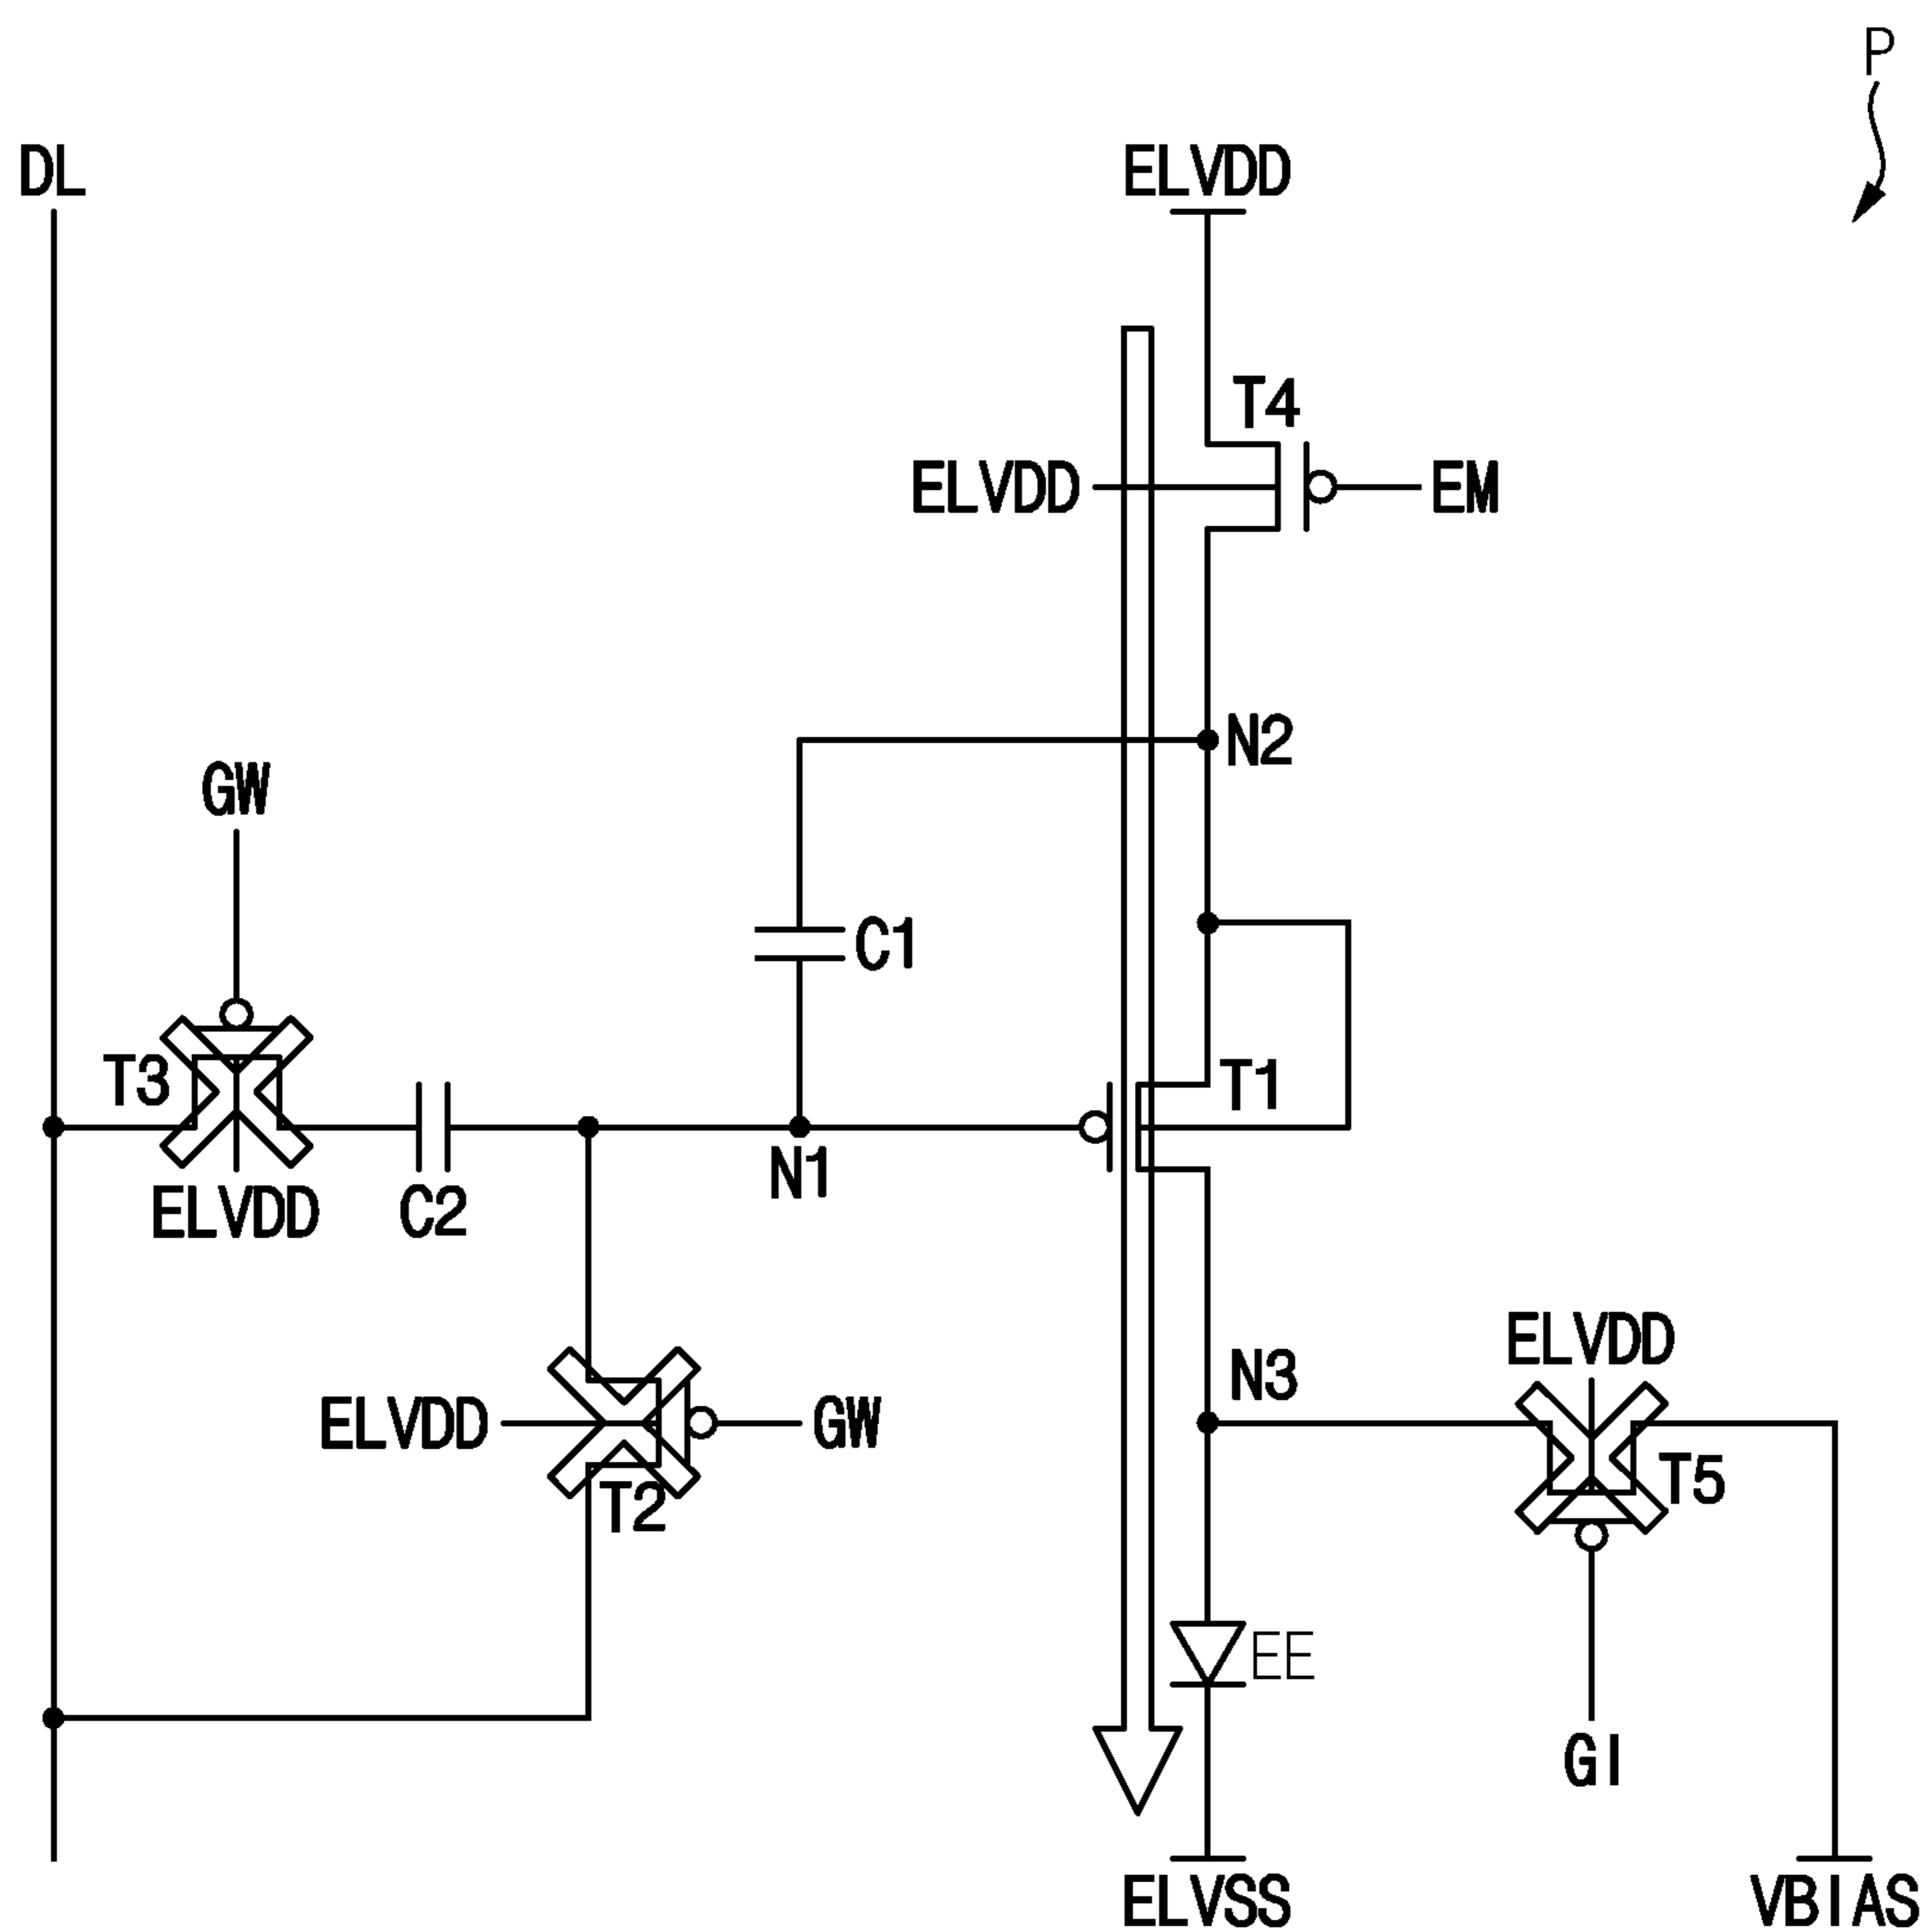 P
DL
ELVDD
T4
ELVDD
EM
N2
GW
C1
T3
T1
N1
ELVDD
C2
ELVDD
N3
ELVDD
GW
T5
T2
EE
GI
ELVSS
VBIAS